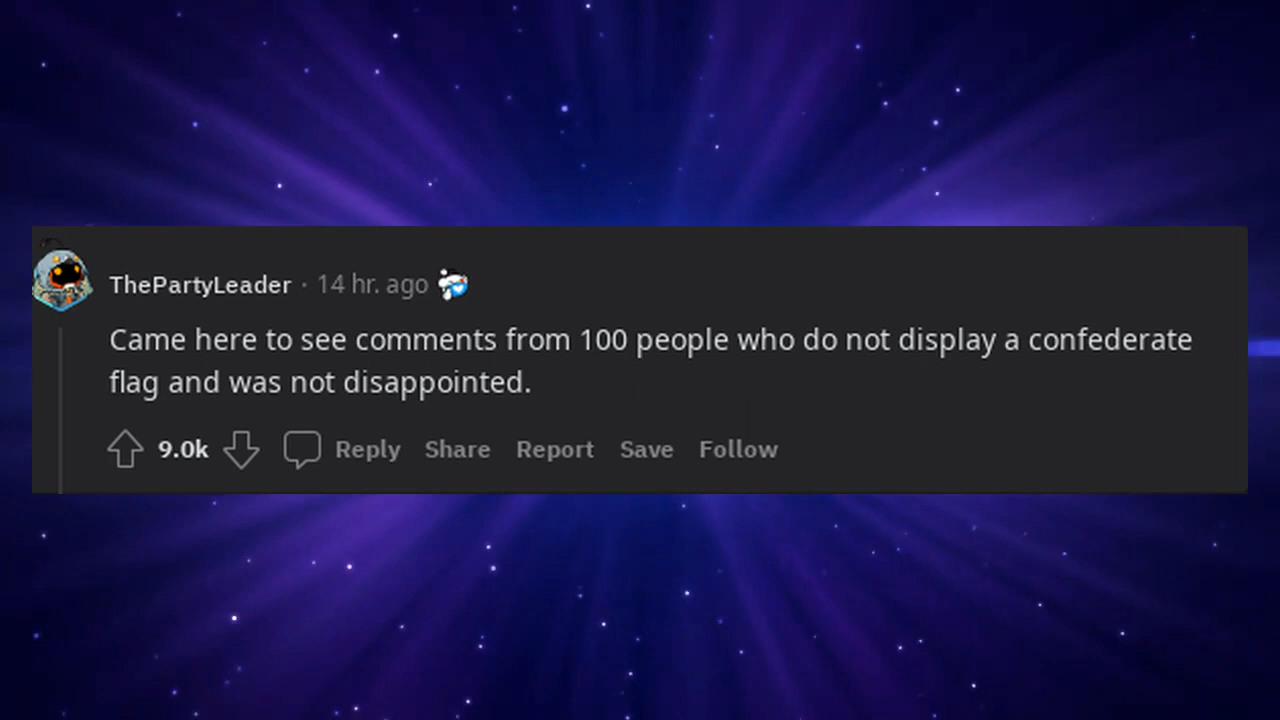 ThePartyLeader · 14 hr. ago
Came here to see comments from 100 people who do not display a confederate
flag and was not disappointed.
9.0k Reply Share Report Save Follow